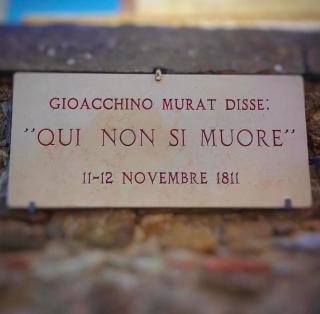 GIOACCHINO MURAT DISSE:
"QUI NON SI MUORE"
11-12 NOVEMBRE 1811